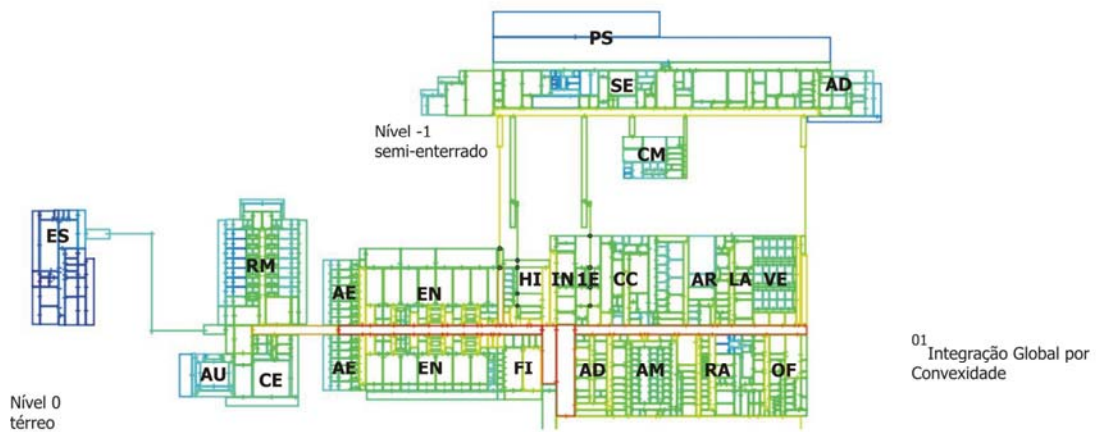 PS
SE
AD
Nível -1
semi-enterrado
CM
ES
RM
AE
EN
HI
IN
1E
CC
AR
LA
VE
AU
CE
AE
EN
FI
AD
AM
RA
OF
01 Integração Global por
Convexidade
Nível 0
térreo